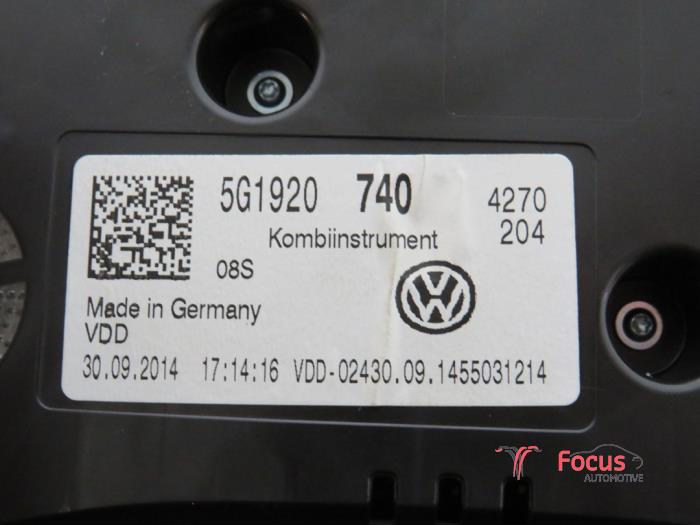 5G1920 740 4270
Kombiinstrument 204
08S
Made in Germany
VDD
30.09.2014 17:14:16 VDD-02430.09.1455031214
Focus
AUTOMOTIVE